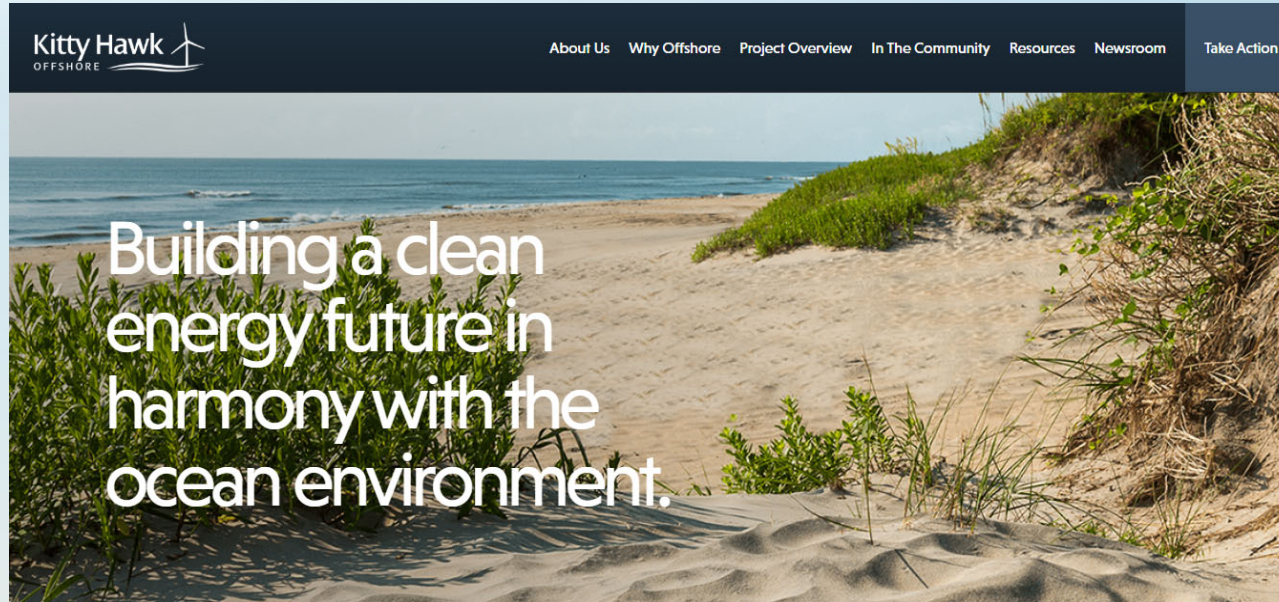 Kitty Hawk
OFFSHORE
About Us Why Offshore Project Overview In The Community Resources Newsroom Take Action
Building a clean
energy future in
harmony with the
ocean environment.